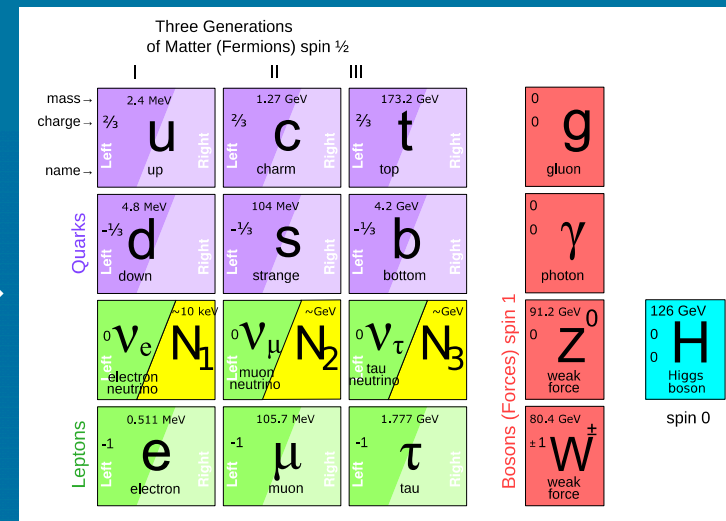 Three Generations
of Matter (Fermions) spin ½
I II III
mass→
charge→
name→
2.4 MeV
⅔
u
Left
Right
up
1.27 GeV
⅔
c
Left
Right
charm
173.2 GeV
⅔
t
Left
Right
top
0
0
g
gluon
Quarks
4.8 MeV
-⅓
d
Left
Right
down
104 MeV
-⅓
s
Left
Right
strange
4.2 GeV
-⅓
b
Left
Right
bottom
0
0
γ
photon
~10 keV
0
νe
N1
Left
electron
neutrino
~GeV
0
νμ
N2
Left
muon
neutrino
~GeV
0
ντ
N3
Left
tau
neutrino
Bosons (Forces) spin 1
91.2 GeV
0
Z0
weak
force
126 GeV
0
0
H
Higgs
boson
spin 0
Leptons
0.511 MeV
-1
e
Left
Right
electron
105.7 MeV
-1
μ
Left
Right
muon
1.777 GeV
-1
τ
Left
Right
tau
80.4 GeV
±1
W±
weak
force